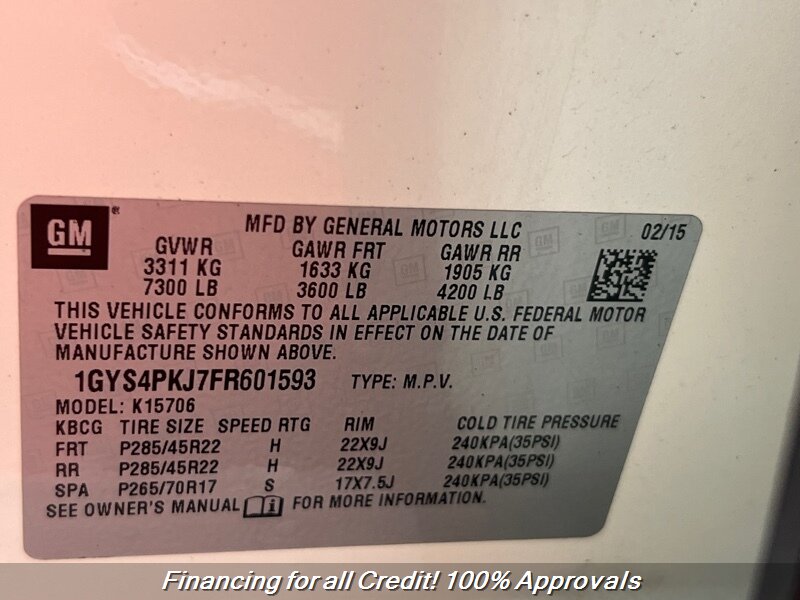 GM ® MFD BY GENERAL MOTORS LLC 02/15
GVWR GAWR FRT GAWR RR
3311 KG 1633 KG 1905 KG
7300 LB 3600 LB 4200 LB
THIS VEHICLE CONFORMS TO ALL APPLICABLE U.S. FEDERAL MOTOR
VEHICLE SAFETY STANDARDS IN EFFECT ON THE DATE OF
MANUFACTURE SHOWN ABOVE.
1GYS4PKJ7FR601593 TYPE: M.P.V.
MODEL: K15706
KBCG TIRE SIZE SPEED RTG RIM COLD TIRE PRESSURE
FRT P285/45R22 H 22X9J 240KPA(35PSI)
RR P285/45R22 H 22X9J 240KPA(35PSI)
SPA P265/70R17 S 17X7.5J 240KPA(35PSI)
SEE OWNER'S MANUAL FOR MORE INFORMATION.
Financing for all Credit! 100% Approvals